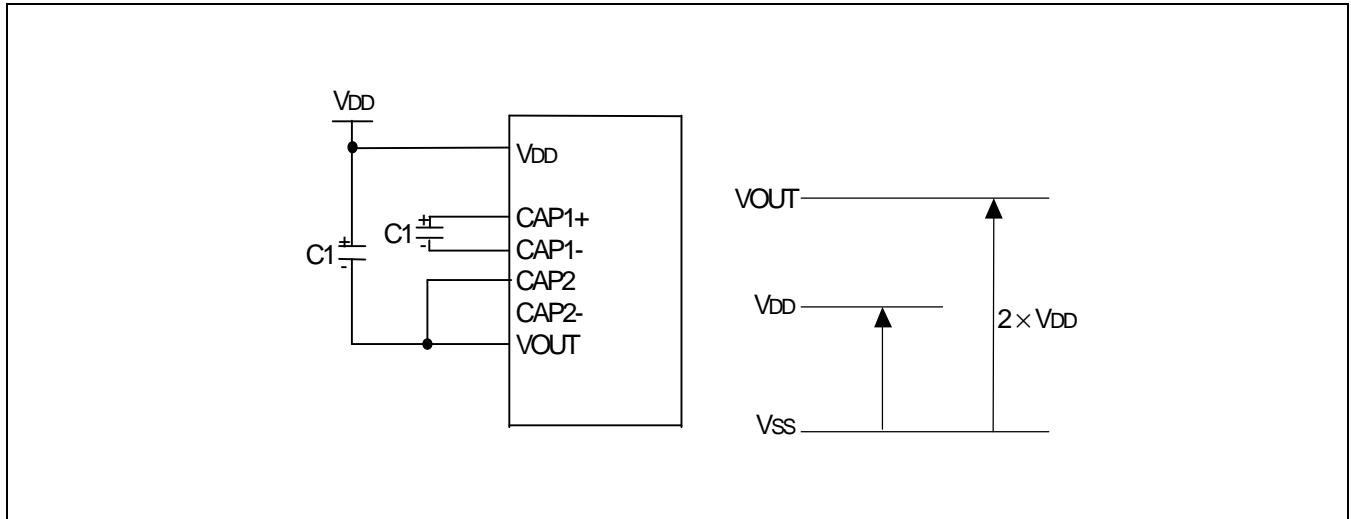 VDD
VDD
CAP1+
C1
+
-
CAP1-
C1
+
-
CAP2
CAP2-
VOUT
VOUT
VDD
2 × VDD
VSS